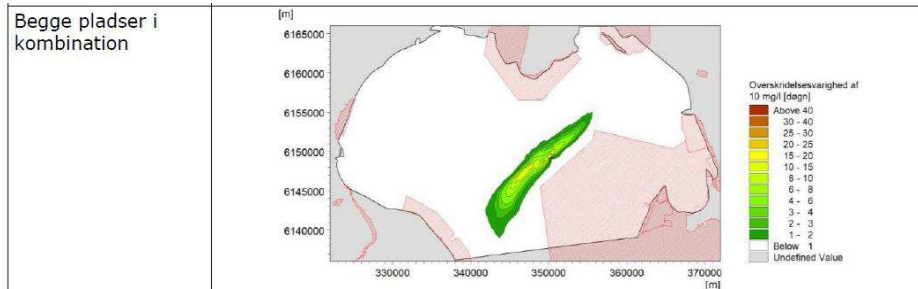 Begge pladser i
kombination
[m]
6165000
6160000
6155000
6150000
6145000
6140000
330000 340000 350000 360000 370000
[m]
Overskridelsesvarighed af
10 mg/l [døgn]
Above 40
30 - 40
25 - 30
20 - 25
15 - 20
10 - 15
8 - 10
6 - 8
4 - 6
3 - 4
2 - 3
1 - 2
Below 1
Undefined Value